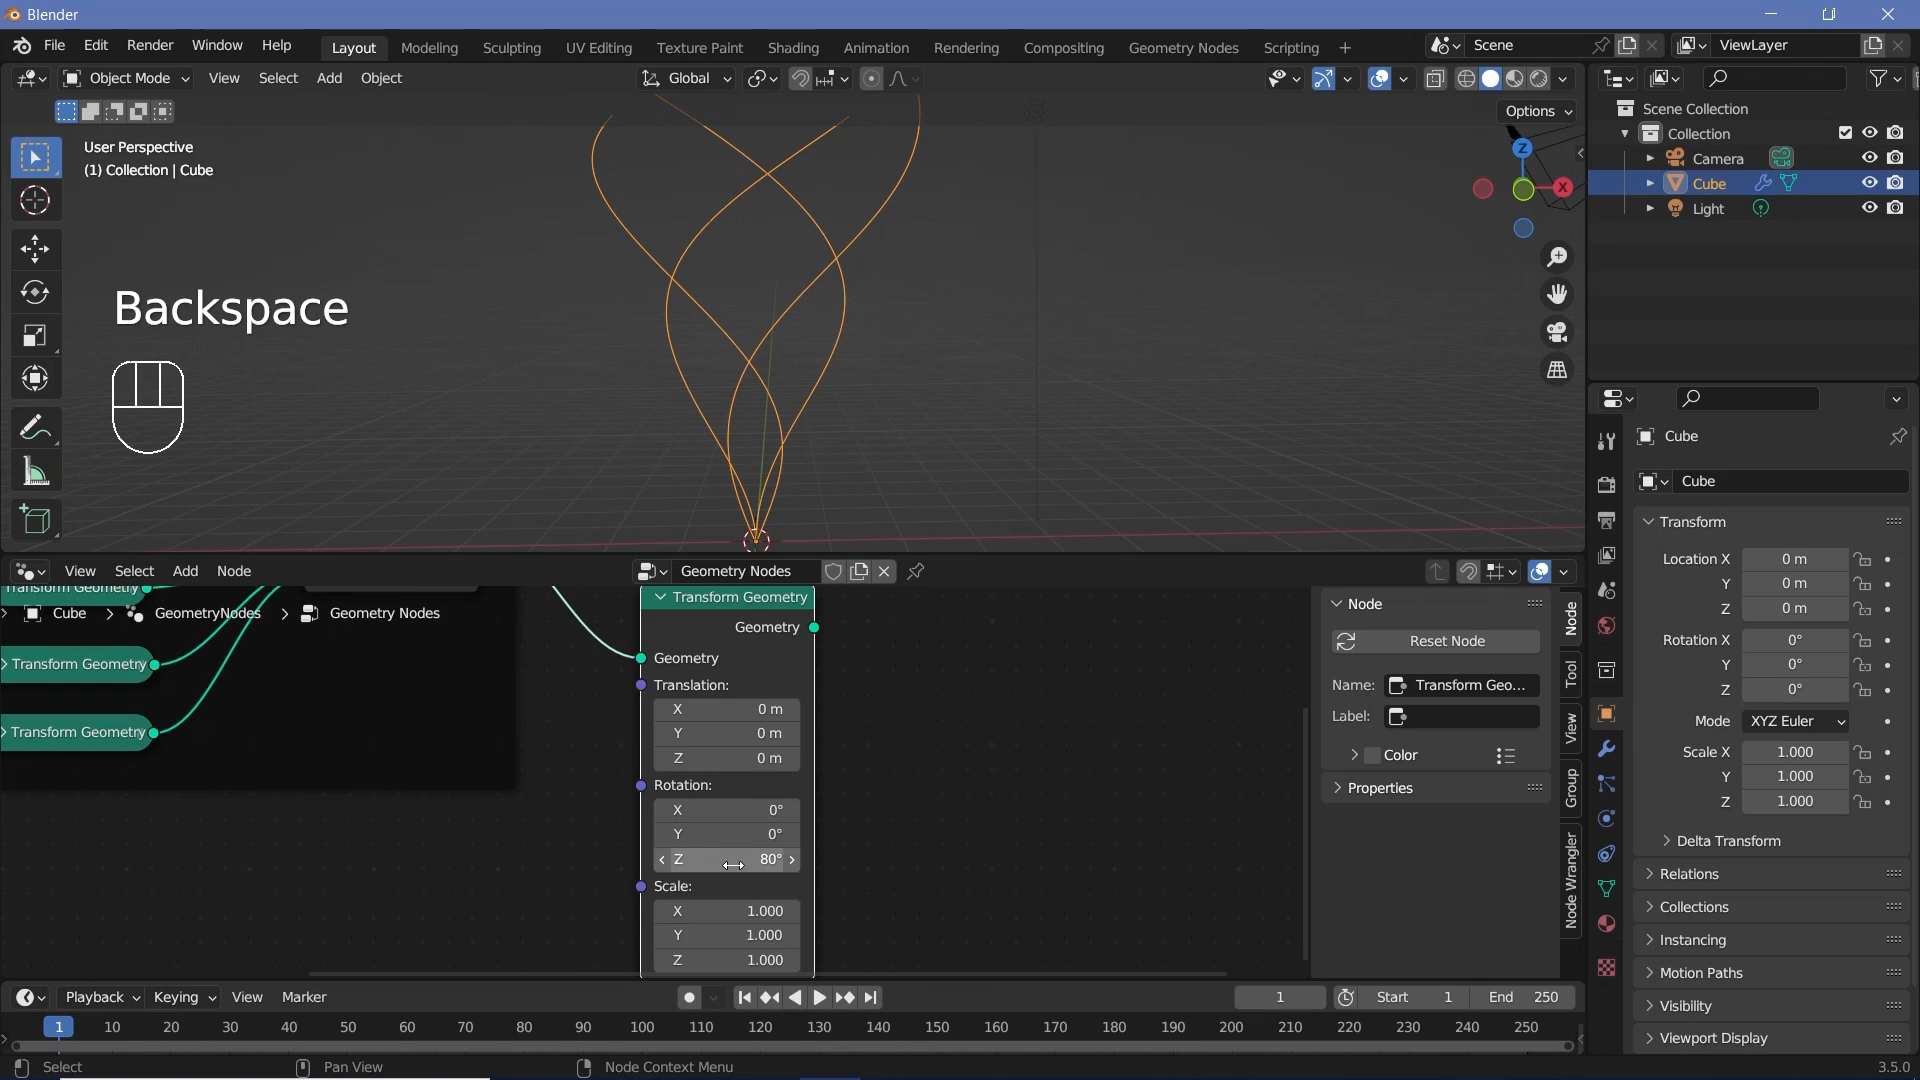 Blender
File Edit Render Window Help Layout Modeling Sculpting UV Editing Texture Paint Shading Animation Rendering Compositing Geometry Nodes Scripting + Scene ViewLayer
Object Mode View Select Add Object Global
Options
User Perspective
(1) Collection | Cube
Backspace
Z
X
Scene Collection
Collection
Camera
Cube
Light
Cube
Cube
Transform
Location X 0 m
Y 0 m
Z 0 m
Rotation X 0°
Y 0°
Z 0°
Mode XYZ Euler
Scale X 1.000
Y 1.000
Z 1.000
Delta Transform
Relations
Collections
Instancing
Motion Paths
Visibility
Viewport Display
View Select Add Node Geometry Nodes
Transform Geometry
Cube > GeometryNodes > Geometry Nodes
Transform Geometry
Transform Geometry
Transform Geometry
Geometry
Geometry
Translation:
X 0 m
Y 0 m
Z 0 m
Rotation:
X 0°
Y 0°
Z 80°
Scale:
X 1.000
Y 1.000
Z 1.000
Node
Reset Node
Name: Transform Geo...
Label:
Color
Properties
Node
Tool
View
Group
Node Wrangler
Playback Keying View Marker 1 Start 1 End 250
1 10 20 30 40 50 60 70 80 90 100 110 120 130 140 150 160 170 180 190 200 210 220 230 240 250
Select Pan View Node Context Menu 3.5.0